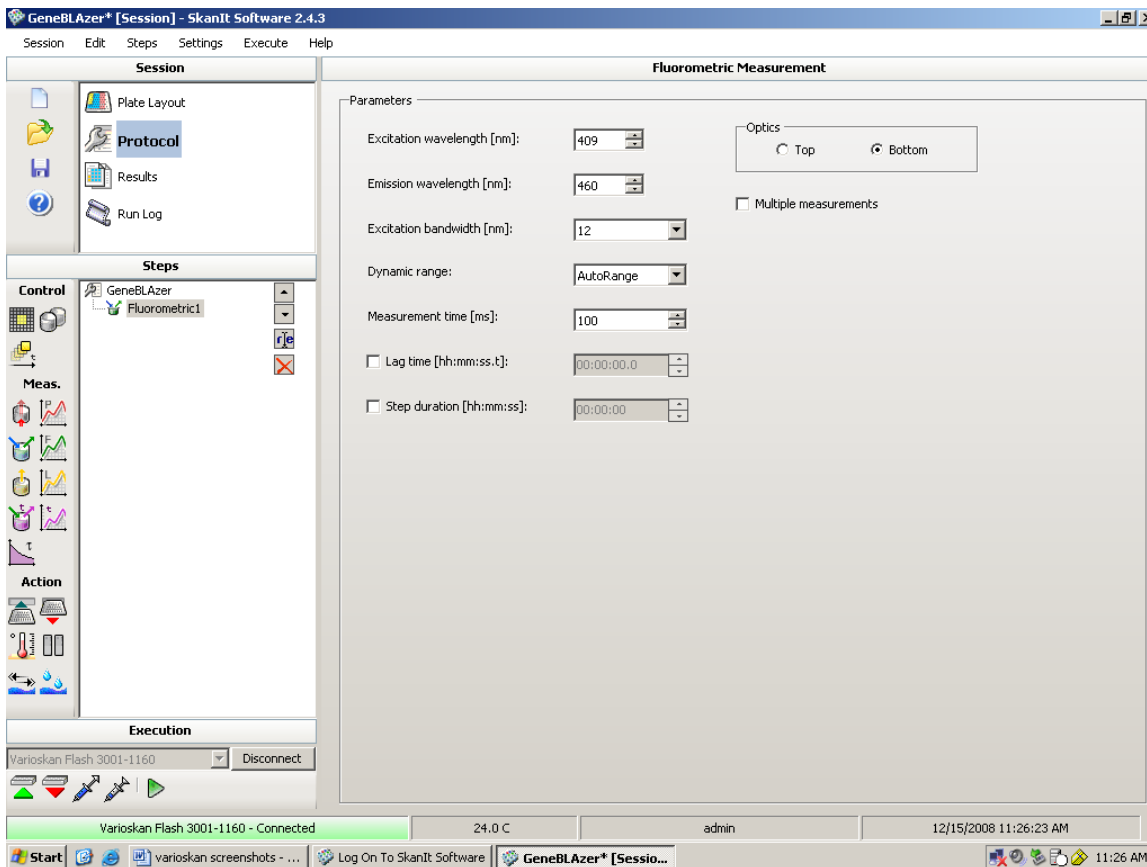 GeneBLAzer* [Session] - SkanIt Software 2.4.3
Session Edit Steps Settings Execute Help
Session
Plate Layout
Protocol
Results
Run Log
Steps
Control
GeneBLAzer
Fluorometric1
Meas.
Action
Execution
Varioskan Flash 3001-1160
Disconnect
Fluorometric Measurement
Parameters
Excitation wavelength [nm]: 409
Emission wavelength [nm]: 460
Excitation bandwidth [nm]: 12
Dynamic range: AutoRange
Measurement time [ms]: 100
Lag time [hh:mm:ss.t]: 00:00:00.0
Step duration [hh:mm:ss]: 00:00:00
Optics
Top Bottom
Multiple measurements
Varioskan Flash 3001-1160 - Connected 24.0 C admin 12/15/2008 11:26:23 AM
Start varioskan screenshots - ... Log On To SkanIt Software GeneBLAzer* [Sessio... 11:26 AM